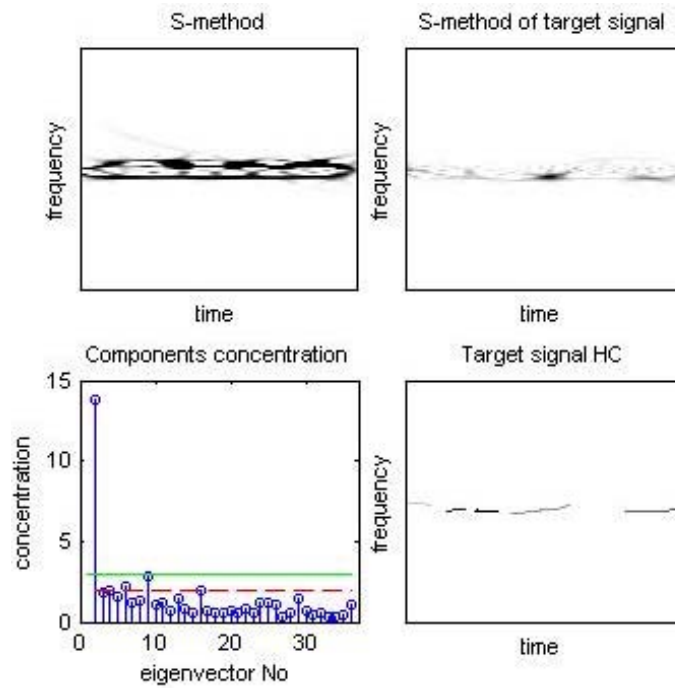 S-method
frequency
time
S-method of target signal
frequency
time
Components concentration
concentration
15
10
5
0
0
10
20
30
eigenvector No
Target signal HC
frequency
time